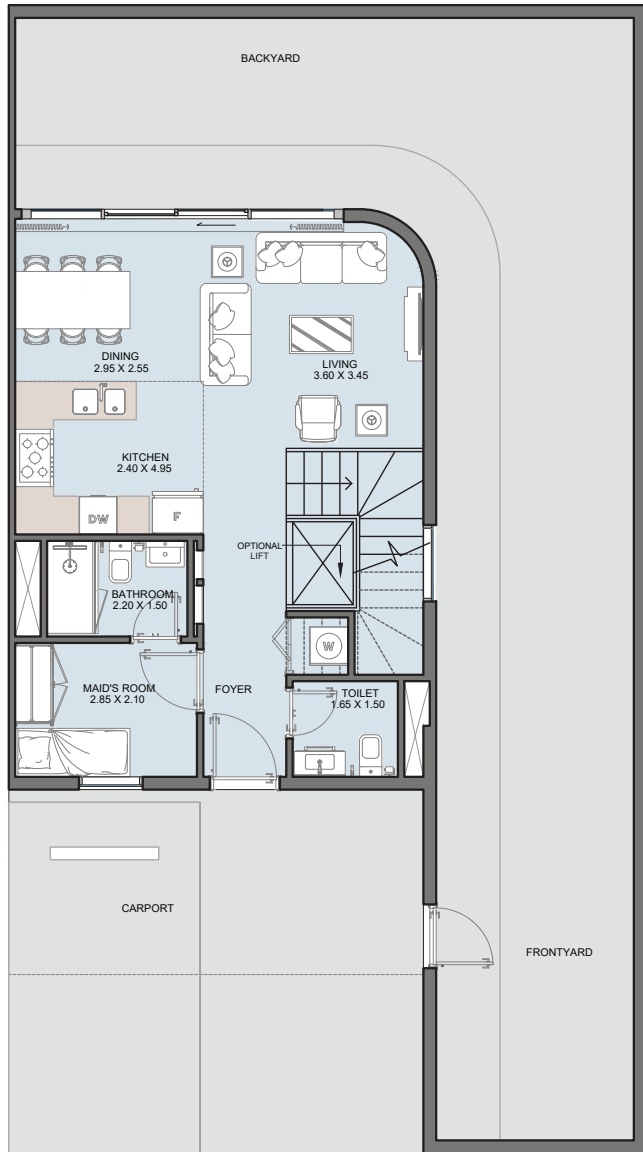 BACKYARD
DINING
2.95 X 2.55
LIVING
3.60 X 3.45
KITCHEN
2.40 X 4.95
DW
F
OPTIONAL
LIFT
BATHROOM
2.20 X 1.50
W
MAID'S ROOM
2.85 X 2.10
FOYER
TOILET
1.65 X 1.50
CARPORT
FRONTYARD